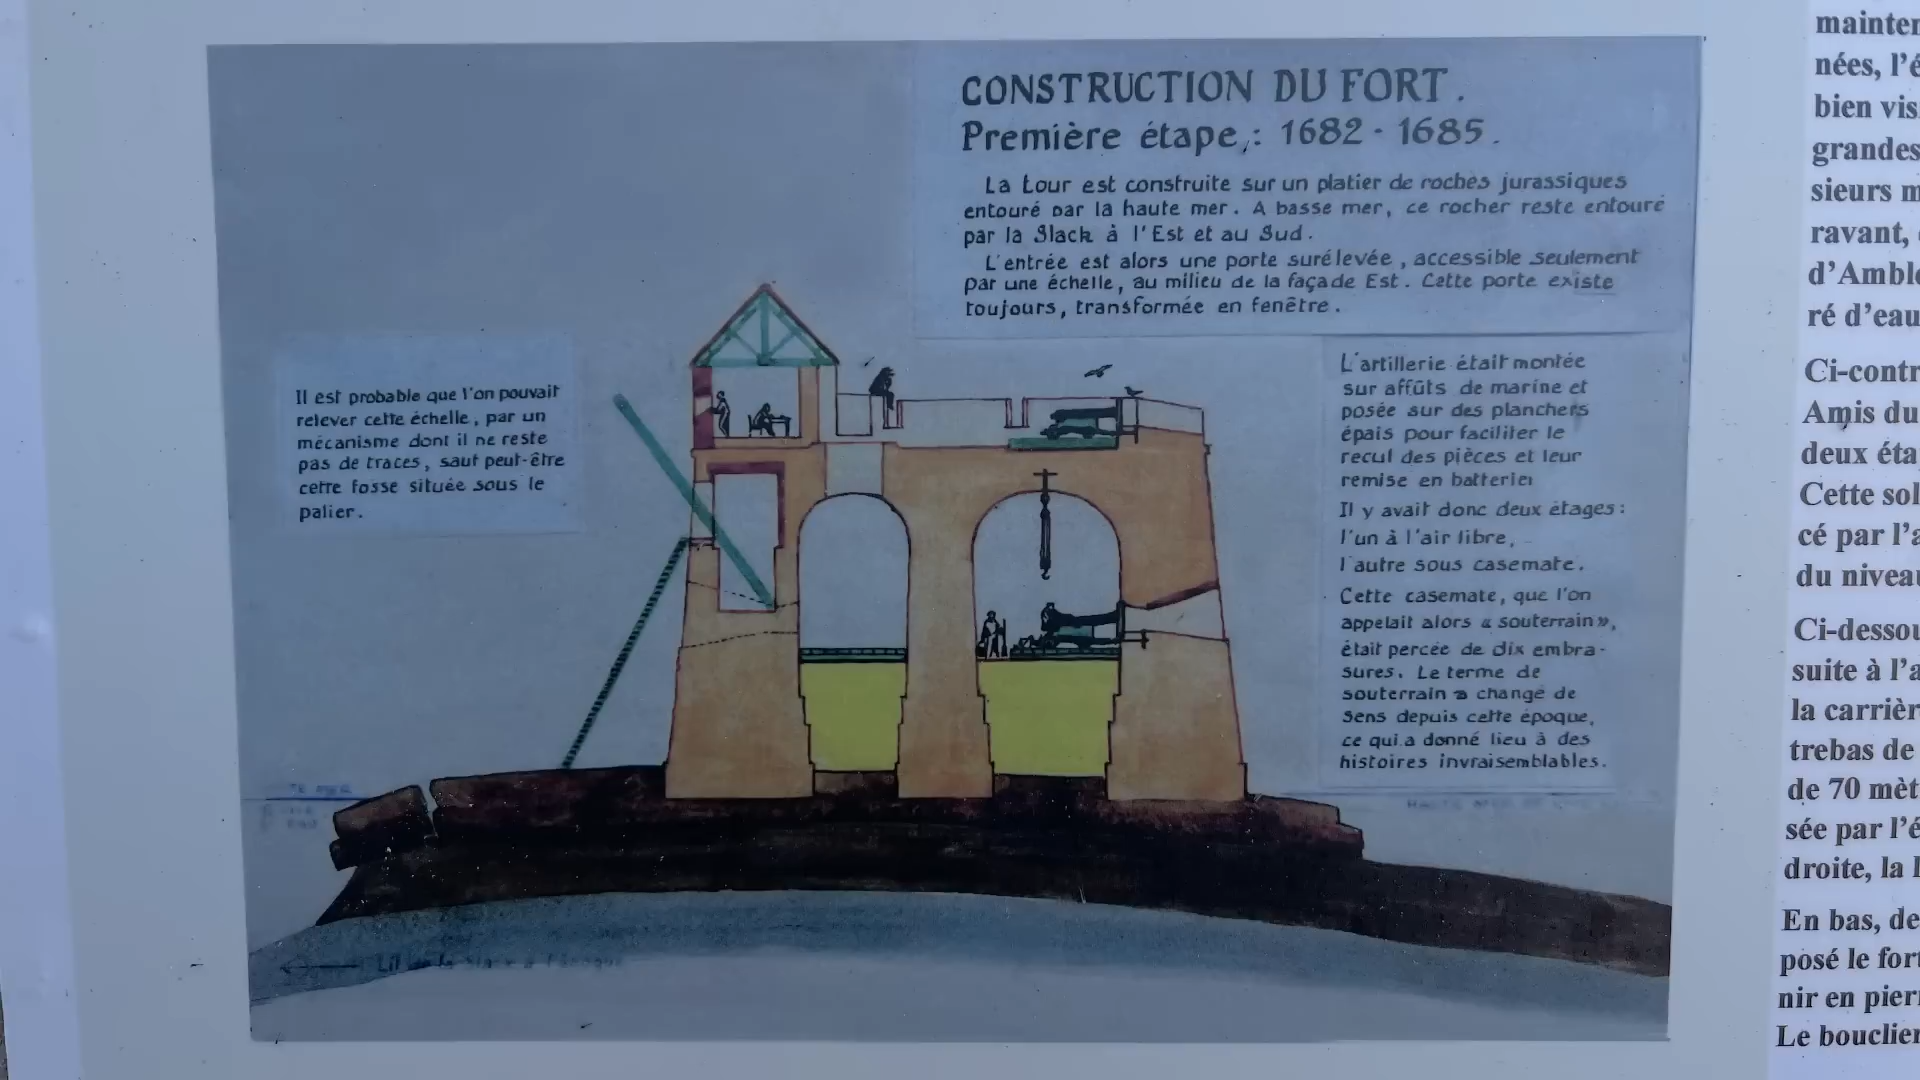 CONSTRUCTION DU FORT.
Première étape : 1682 - 1685.
La tour est construite sur un platier de roches jurassiques
entouré par la haute mer. A basse mer, ce rocher reste entouré
par la Slack à l'Est et au Sud.
L'entrée est alors une porte surélevée, accessible seulement
par une échelle, au milieu de la façade Est. Cette porte existe
toujours, transformée en fenêtre.
Il est probable que l'on pouvait
relever cette échelle, par un
mécanisme dont il ne reste
pas de traces, sauf peut-être
cette fosse située sous le
palier.
L'artillerie était montée
sur affûts de marine et
posée sur des planchers
épais pour faciliter le
recul des pièces et leur
remise en batterie
Il y avait donc deux étages :
l'un à l'air libre,
l'autre sous casemate.
Cette casemate, que l'on
appelait alors « souterrain »,
était percée de dix embra-
sures. Le terme de
souterrain a changé de
sens depuis cette époque,
ce qui a donné lieu à des
histoires invraisemblables.
Lit de la Slack à l'époque
mainten
nées, l'é
bien vis
grandes
sieurs m
ravant,
d'Amble
ré d'eau
Ci-contr
Amis du
deux éta
Cette sol
cé par l'a
du niveau
Ci-dessou
suite à l'a
la carrièr
trebas de
de 70 mèt
sée par l'é
droite, la l
En bas, de
posé le fort
nir en pierr
Le bouclier